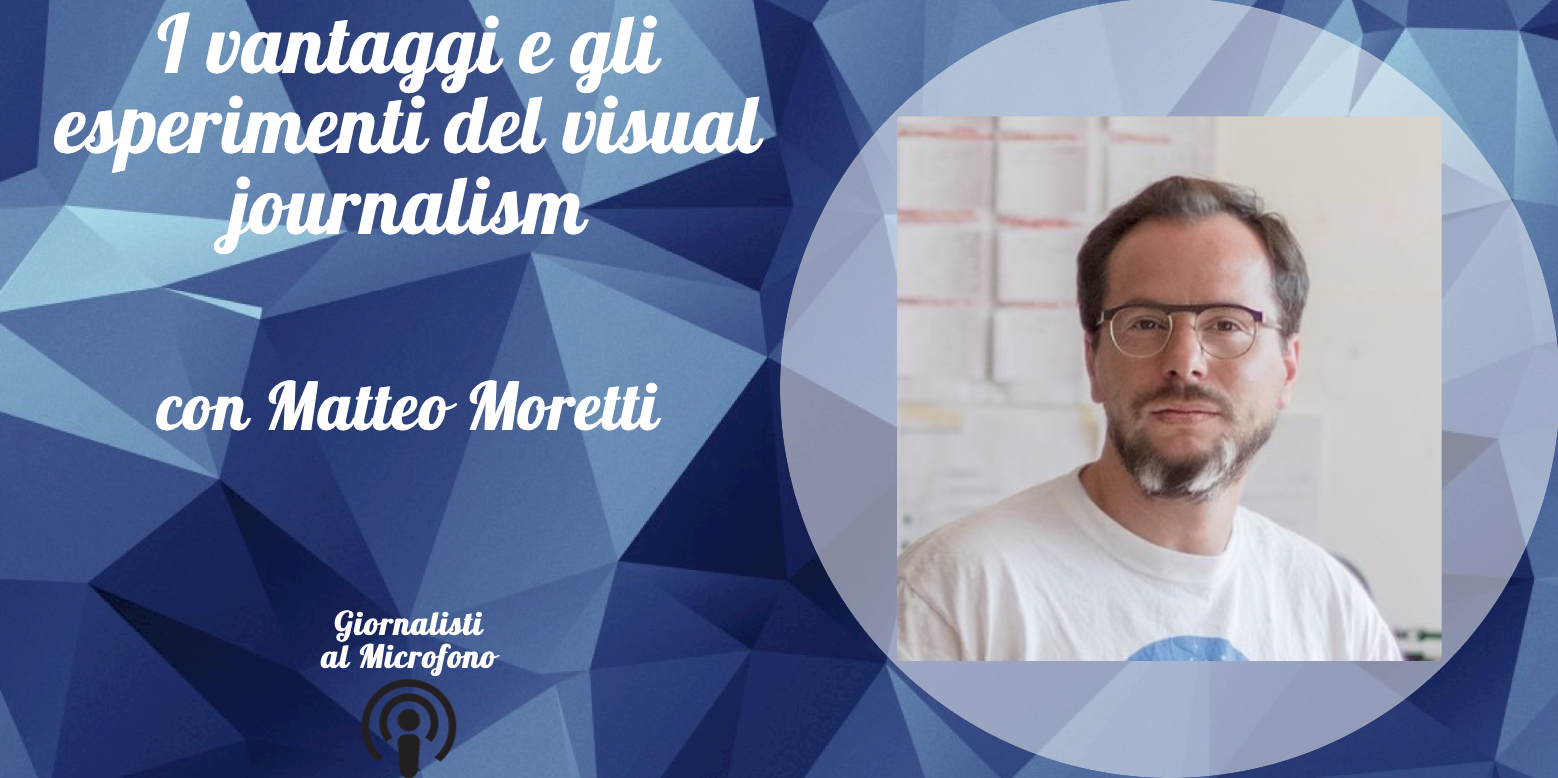 I vantaggi e gli
esperimenti del visual
journalism
con Matteo Moretti
Giornalisti
al Microfono